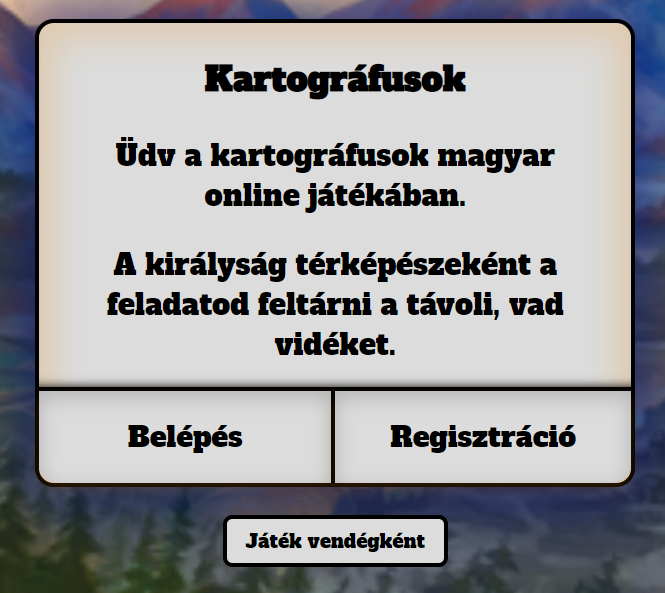 Kartográfusok
Üdv a kartográfusok magyar
online játékában.
A királyság térképészeként a
feladatod feltárni a távoli, vad
vidéket.
Belépés
Regisztráció
Játék vendégként